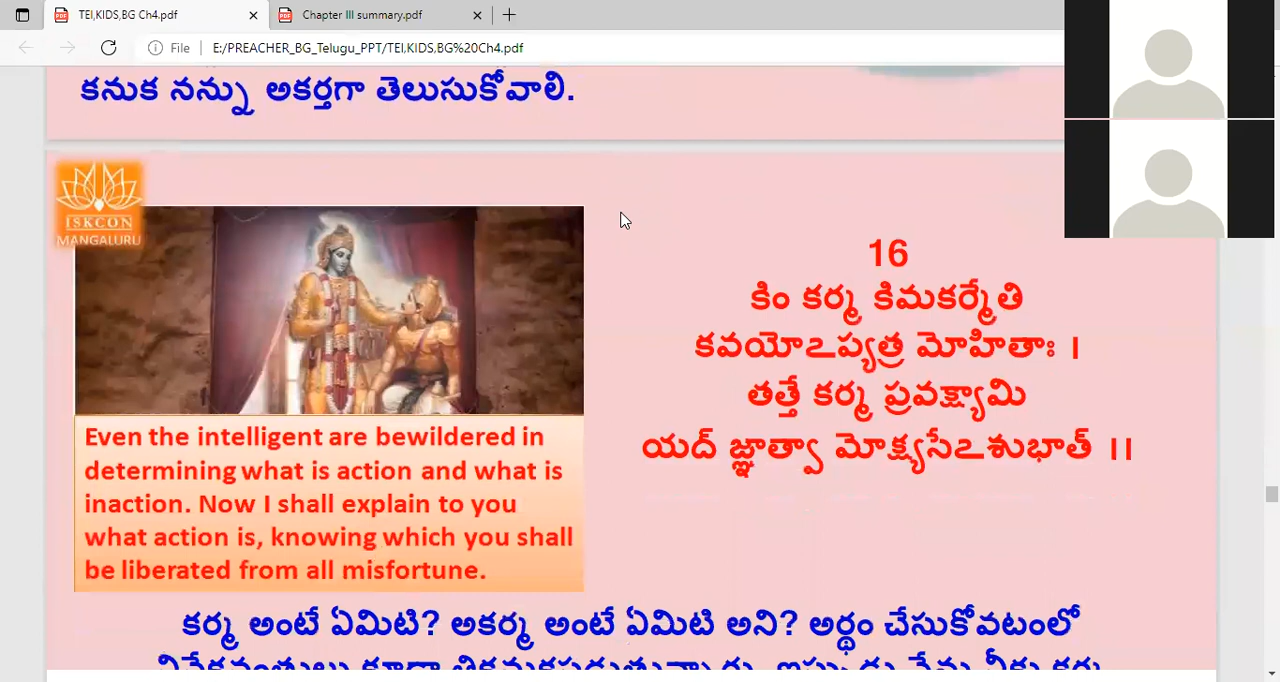 TEI,KIDS,BG Ch4.pdf
Chapter III summary.pdf
File
E:/PREACHER_BG_Telugu_PPT/TEI,KIDS,BG%20Ch4.pdf
కనుక నన్ను అకర్తగా తెలుసుకోవాలి.
ISKCON
MANGALURU
16
కిం కర్మ కిమకర్మేతి
కవయోఽప్యత్ర మోహితాః ।
తత్తే కర్మ ప్రవక్ష్యామి
యద్ జ్ఞాత్వా మోక్ష్యసేఽశుభాత్ ।।
Even the intelligent are bewildered in
determining what is action and what is
inaction. Now I shall explain to you
what action is, knowing which you shall
be liberated from all misfortune.
కర్మ అంటే ఏమిటి? అకర్మ అంటే ఏమిటి అని? అర్థం చేసుకోవటంలో